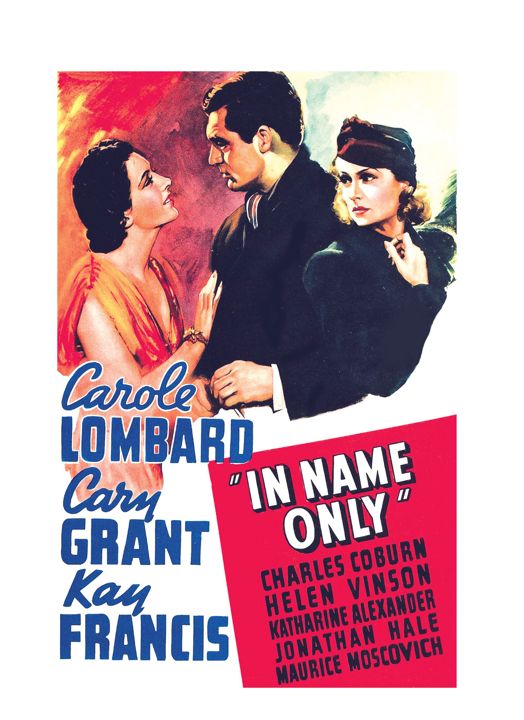 Carole
LOMBARD
Cary
GRANT
Kay
FRANCIS
"IN NAME
ONLY"
CHARLES COBURN
HELEN VINSON
KATHARINE ALEXANDER
JONATHAN HALE
MAURICE MOSCOVICH